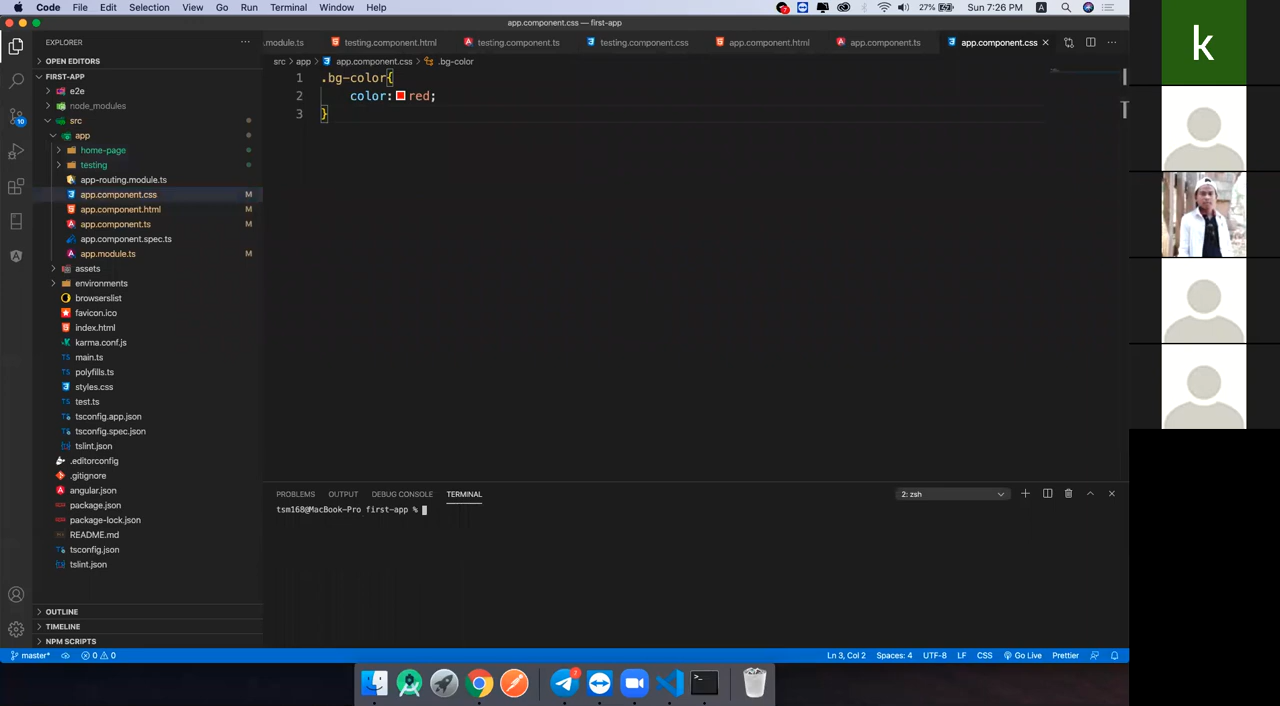 Code File Edit Selection View Go Run Terminal Window Help
7
27% Sun 7:26 PM
app.component.css — first-app
k
EXPLORER
.module.ts
testing.component.html
testing.component.ts
testing.component.css
app.component.html
app.component.ts
app.component.css
OPEN EDITORS
src > app > app.component.css > .bg-color
FIRST-APP
e2e
node_modules
src
app
home-page
testing
app-routing.module.ts
app.component.css M
app.component.html M
app.component.ts M
app.component.spec.ts
app.module.ts M
assets
environments
browserslist
favicon.ico
index.html
karma.conf.js
main.ts
polyfills.ts
styles.css
test.ts
tsconfig.app.json
tsconfig.spec.json
tslint.json
.editorconfig
.gitignore
angular.json
package.json
package-lock.json
README.md
tsconfig.json
tslint.json
OUTLINE
TIMELINE
NPM SCRIPTS
10
1 .bg-color{
2 color: red;
3 }
PROBLEMS OUTPUT DEBUG CONSOLE TERMINAL
2: zsh
tsm168@MacBook-Pro first-app %
master* 0 0
Ln 3, Col 2 Spaces: 4 UTF-8 LF CSS Go Live Prettier